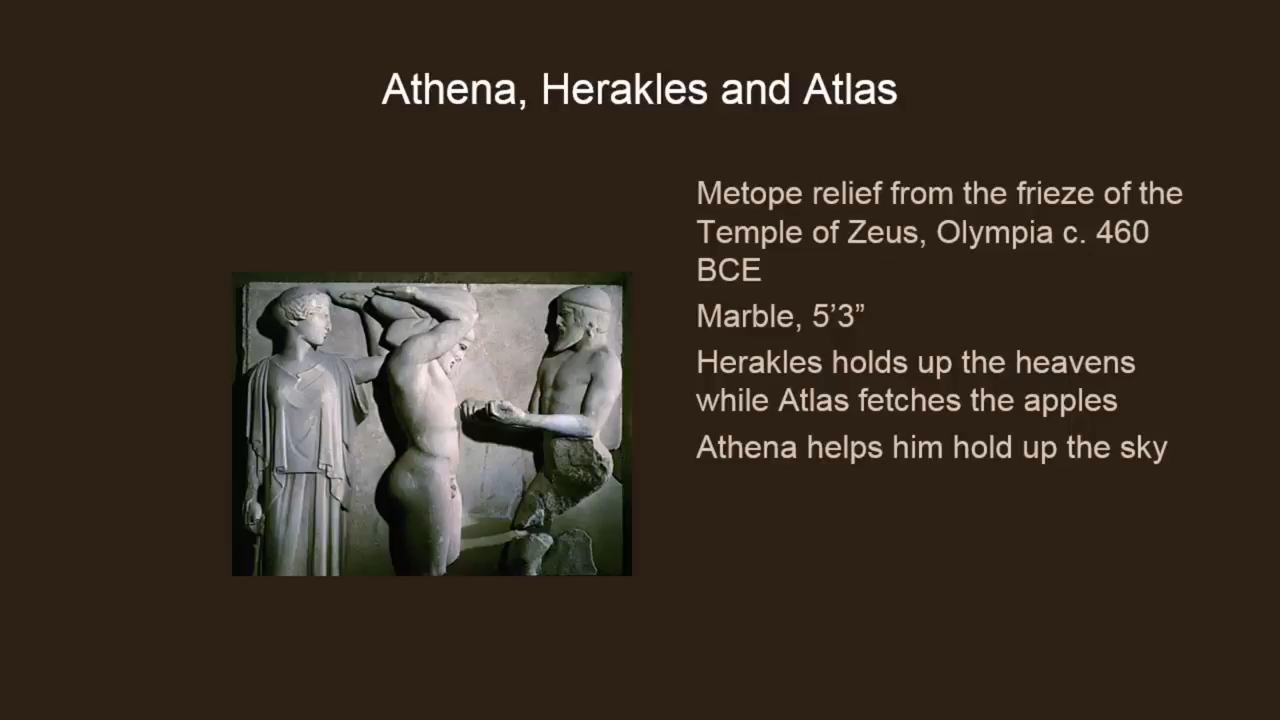 Athena, Herakles and Atlas
Metope relief from the frieze of the
Temple of Zeus, Olympia c. 460
BCE
Marble, 5’3”
Herakles holds up the heavens
while Atlas fetches the apples
Athena helps him hold up the sky